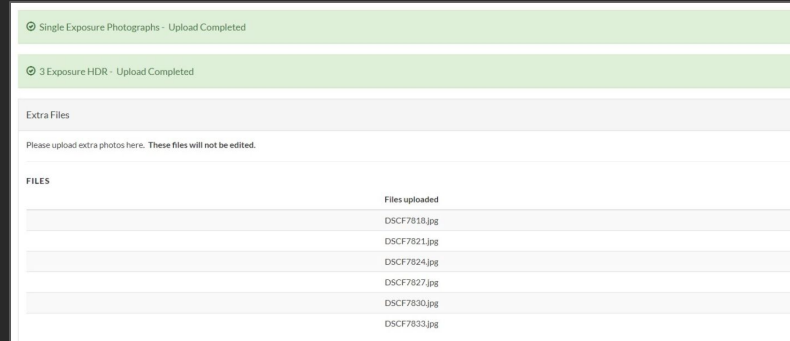 Single Exposure Photographs - Upload Completed
3 Exposure HDR - Upload Completed
Extra Files
Please upload extra photos here. These files will not be edited.
FILES
Files uploaded
DSCF7818.jpg
DSCF7821.jpg
DSCF7824.jpg
DSCF7827.jpg
DSCF7830.jpg
DSCF7833.jpg